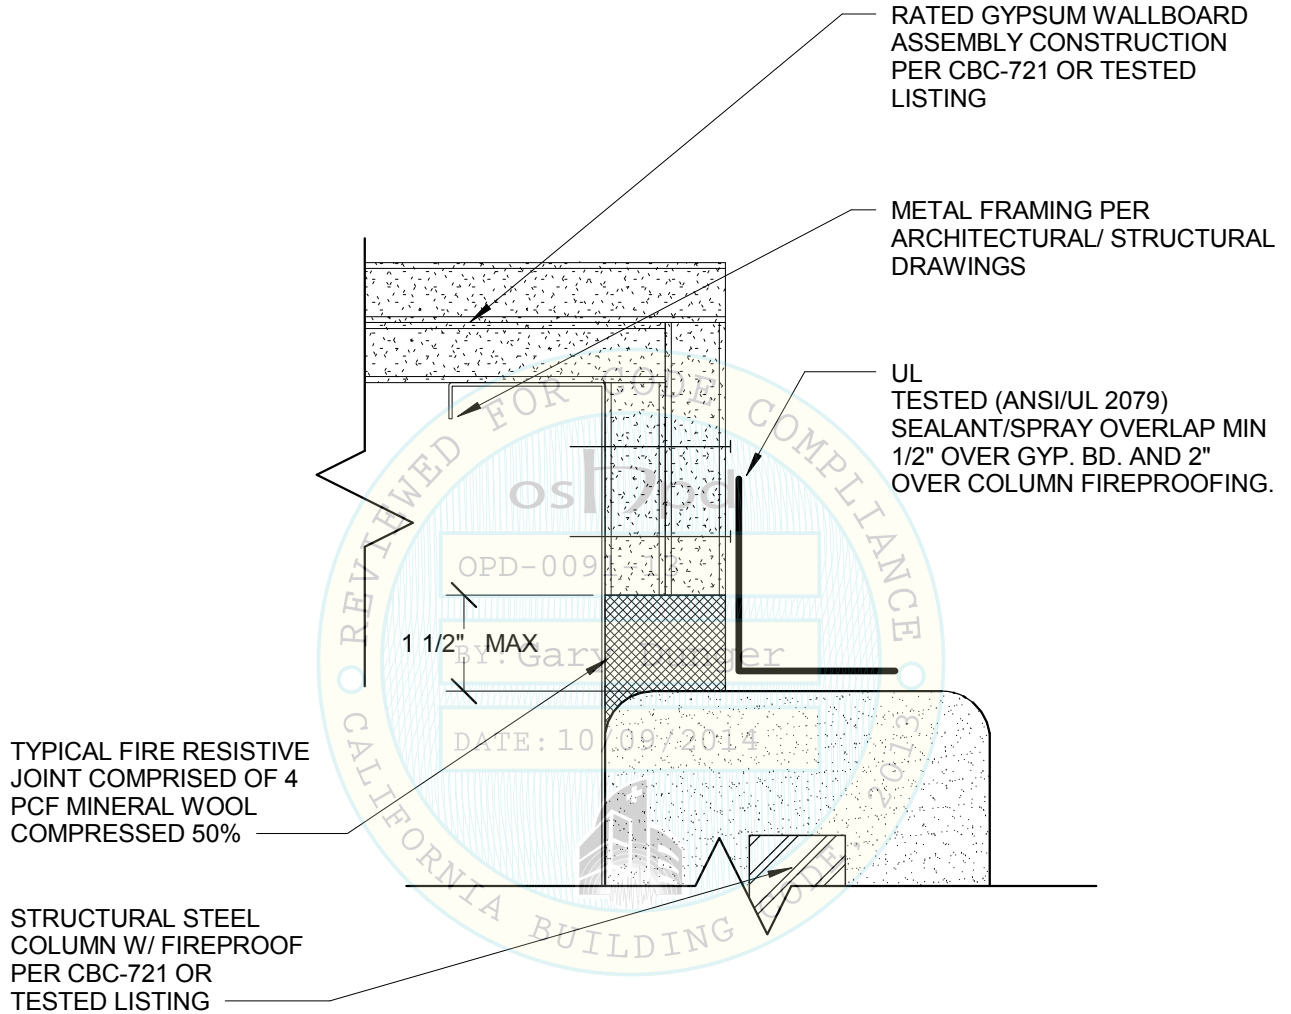 RATED GYPSUM WALLBOARD
ASSEMBLY CONSTRUCTION
PER CBC-721 OR TESTED
LISTING
METAL FRAMING PER
ARCHITECTURAL/ STRUCTURAL
DRAWINGS
UL
TESTED (ANSI/UL 2079)
SEALANT/SPRAY OVERLAP MIN
1/2" OVER GYP. BD. AND 2"
OVER COLUMN FIREPROOFING.
REVIEWED FOR CODE COMPLIANCE
oshpd
BY: Gary
1 1/2" MAX
DATE: 10/09/2014
CALIFORNIA BUILDING CODE, 2013
TYPICAL FIRE RESISTIVE
JOINT COMPRISED OF 4
PCF MINERAL WOOL
COMPRESSED 50%
STRUCTURAL STEEL
COLUMN W/ FIREPROOF
PER CBC-721 OR
TESTED LISTING